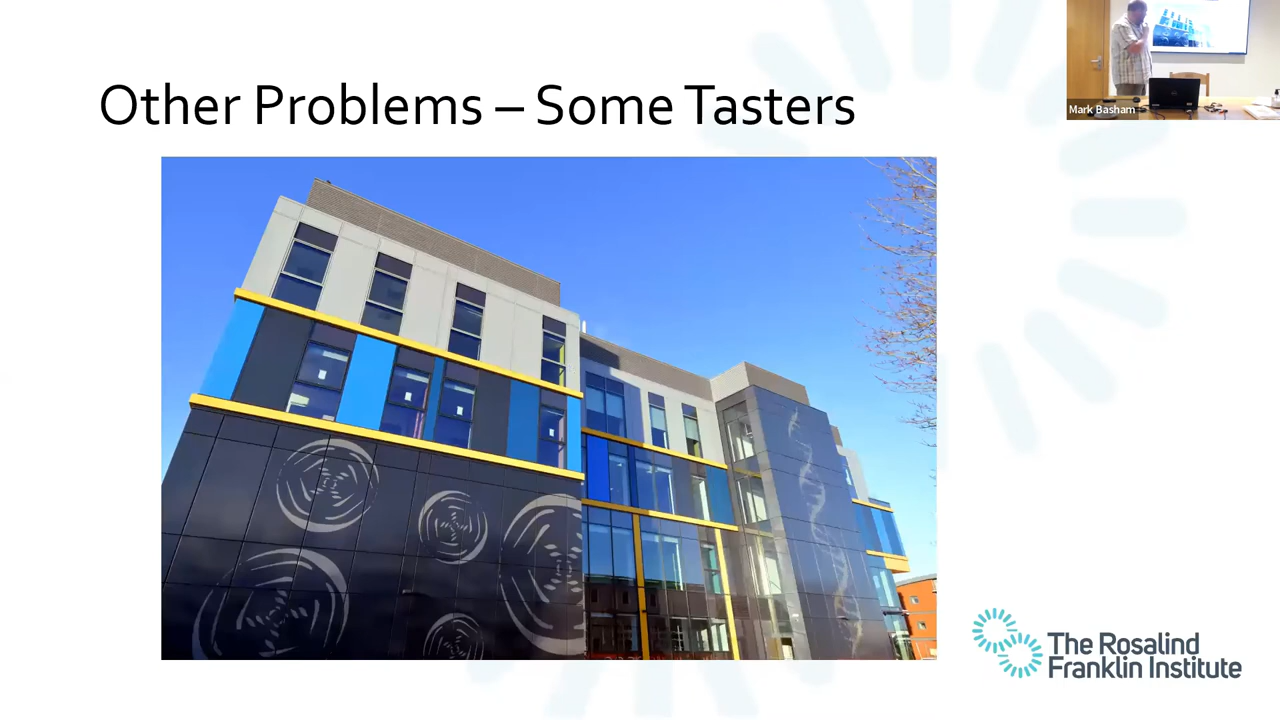 Other Problems – Some Tasters
Mark Basham
The Rosalind
Franklin Institute